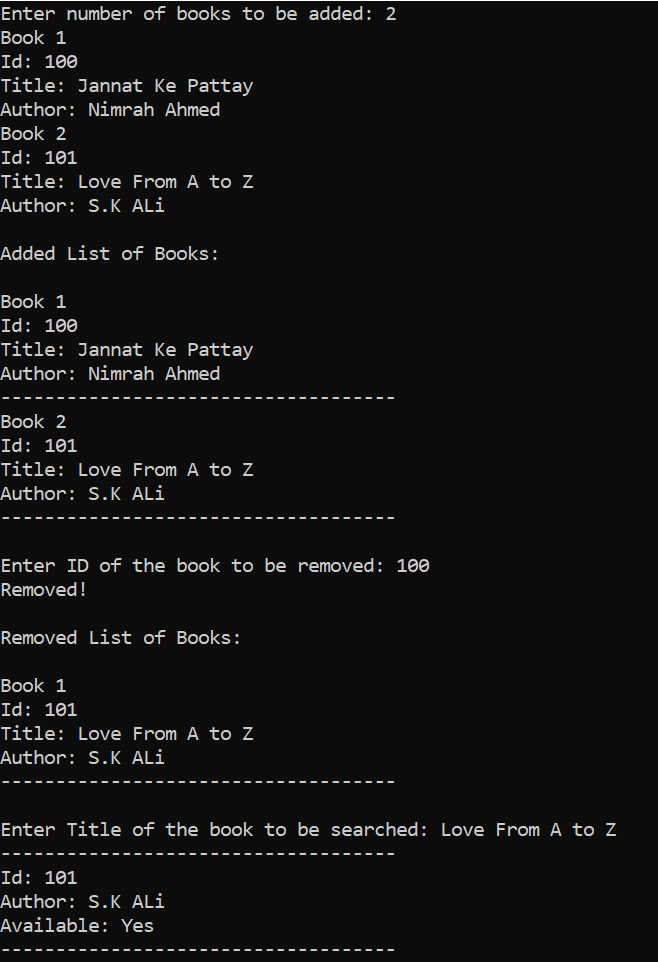 Enter number of books to be added: 2
Book 1
Id: 100
Title: Jannat Ke Pattay
Author: Nimrah Ahmed
Book 2
Id: 101
Title: Love From A to Z
Author: S.K ALi
Added List of Books:
Book 1
Id: 100
Title: Jannat Ke Pattay
Author: Nimrah Ahmed
------------------------------------
Book 2
Id: 101
Title: Love From A to Z
Author: S.K ALi
------------------------------------
Enter ID of the book to be removed: 100
Removed!
Removed List of Books:
Book 1
Id: 101
Title: Love From A to Z
Author: S.K ALi
------------------------------------
Enter Title of the book to be searched: Love From A to Z
------------------------------------
Id: 101
Author: S.K ALi
Available: Yes
------------------------------------